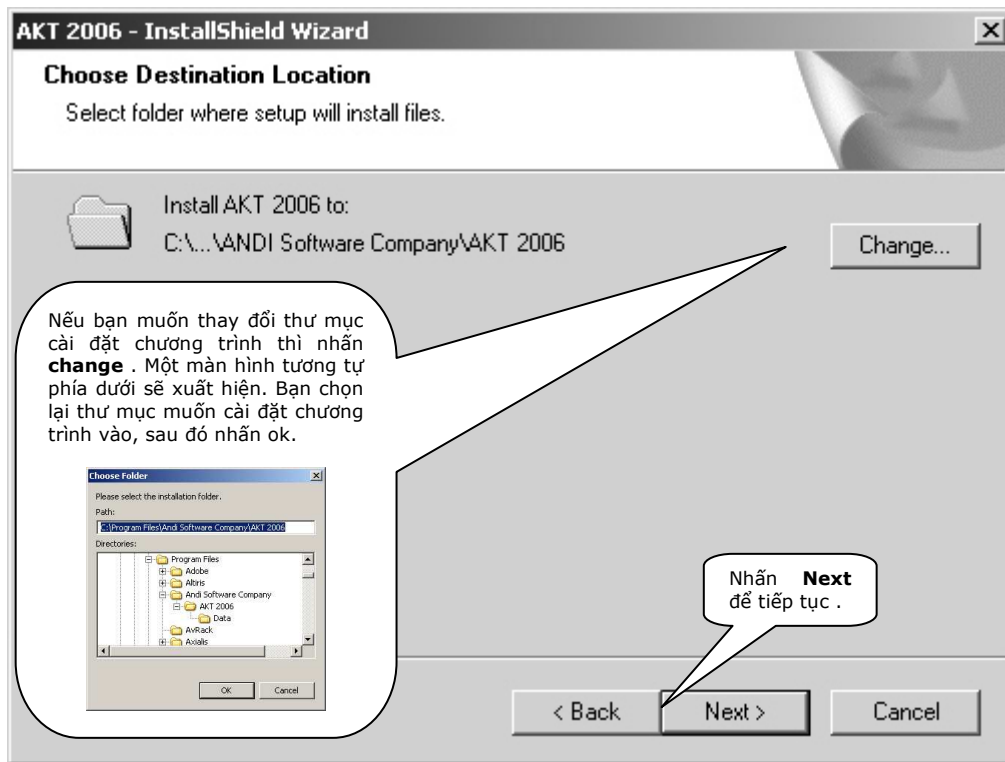 AKT 2006 - InstallShield Wizard
Choose Destination Location
Select folder where setup will install files.
Install AKT 2006 to:
C:\...\ANDI Software Company\AKT 2006
Change...
Nếu bạn muốn thay đổi thư mục
cài đặt chương trình thì nhấn
change . Một màn hình tương tự
phía dưới sẽ xuất hiện. Bạn chọn
lại thư mục muốn cài đặt chương
trình vào, sau đó nhấn ok.
Choose Folder
Please select the installation folder.
Path:
C:\Program Files\Andi Software Company\AKT 2006
Directories:
Program Files
Adobe
Altiris
Andi Software Company
AKT 2006
Data
AvRack
Axialis
OK
Cancel
Nhấn Next
để tiếp tục .
< Back
Next >
Cancel